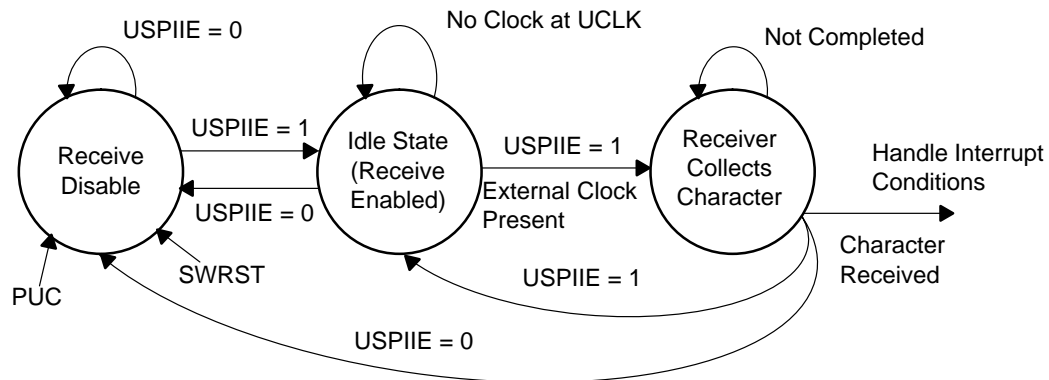 USPIIE = 0
No Clock at UCLK
Not Completed
Receive
Disable
USPIIE = 1
USPIIE = 0
Idle State
(Receive
Enabled)
USPIIE = 1
External Clock
Present
Receiver
Collects
Character
Handle Interrupt
Conditions
Character
Received
PUC
SWRST
USPIIE = 1
USPIIE = 0